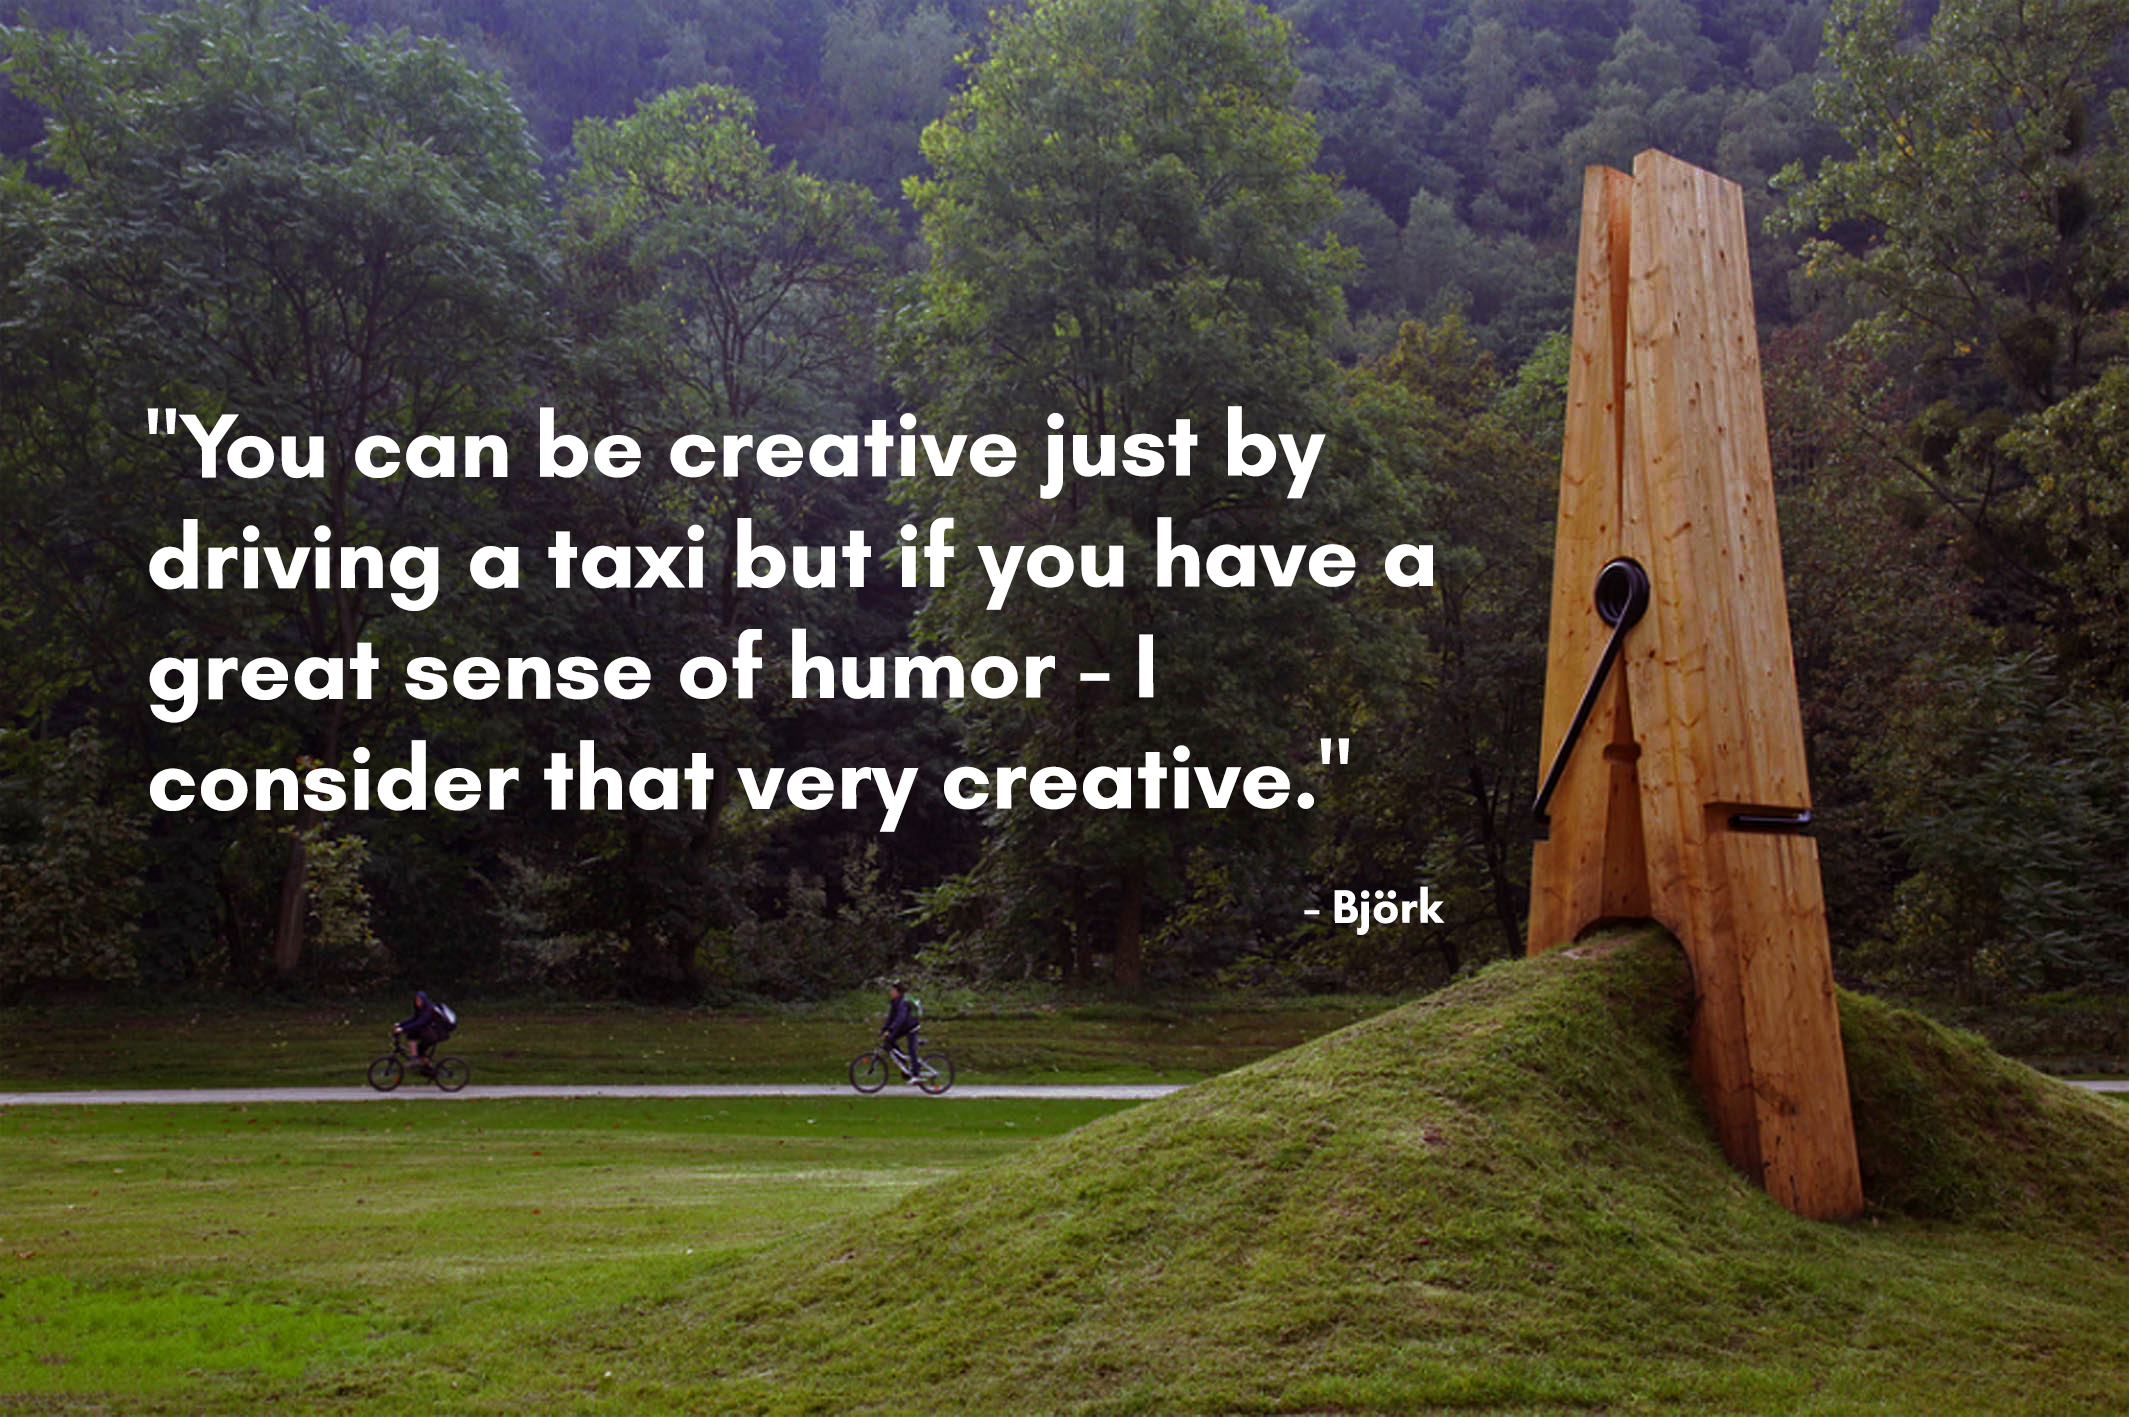 "You can be creative just by
driving a taxi but if you have a
great sense of humor - I
consider that very creative."
- Björk